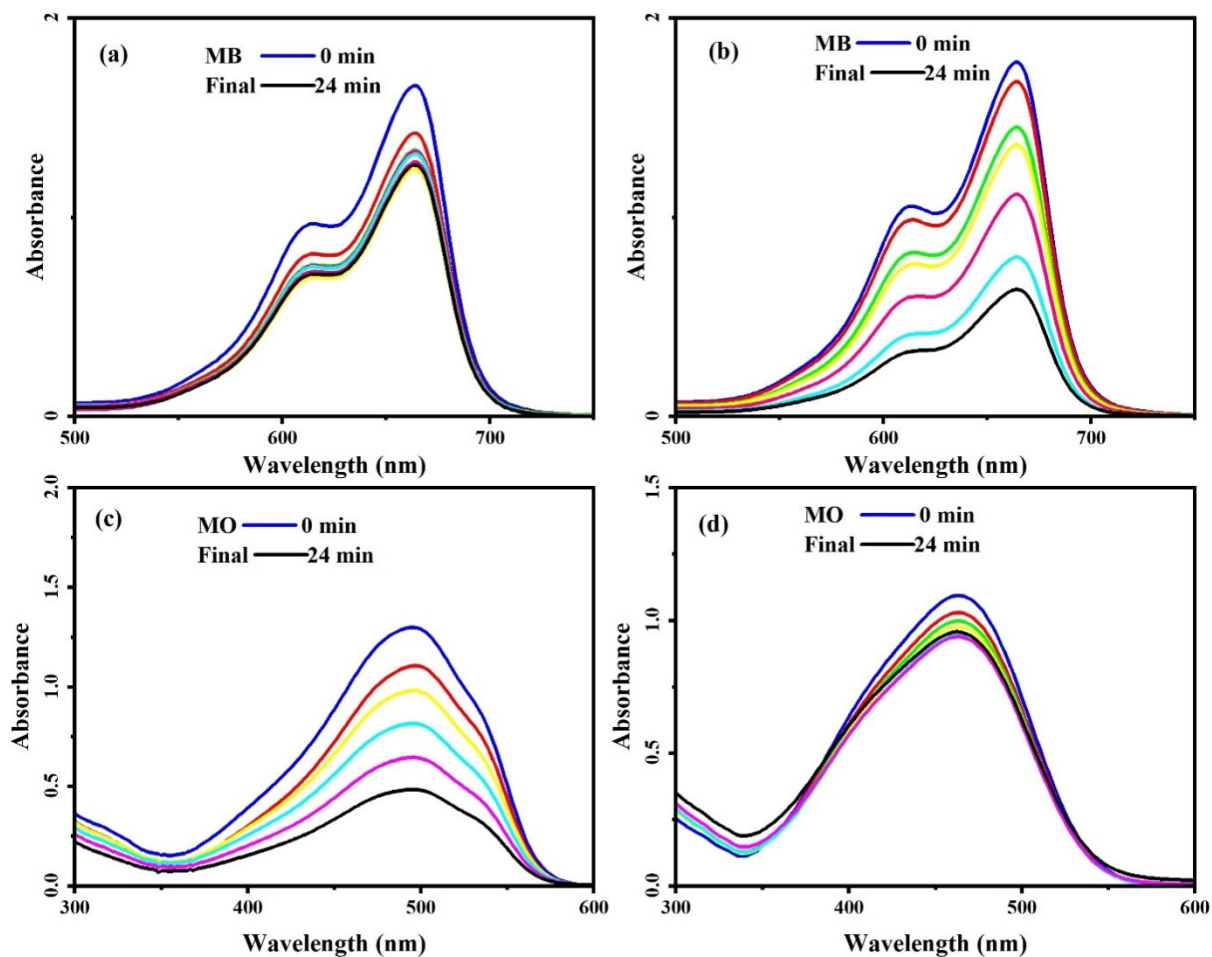 2
(a)
MB 0 min
Final 24 min
Absorbance
0
500 600 700
Wavelength (nm)
2
(b)
MB 0 min
Final 24 min
Absorbance
0
500 600 700
Wavelength (nm)
2.0
(c)
MO 0 min
Final 24 min
1.5
Absorbance
1.0
0.5
0.0
300 400 500 600
Wavelength (nm)
1.5
MO 0 min
(d)
Final 24 min
1.0
Absorbance
0.5
0.0
300 400 500 600
Wavelength (nm)